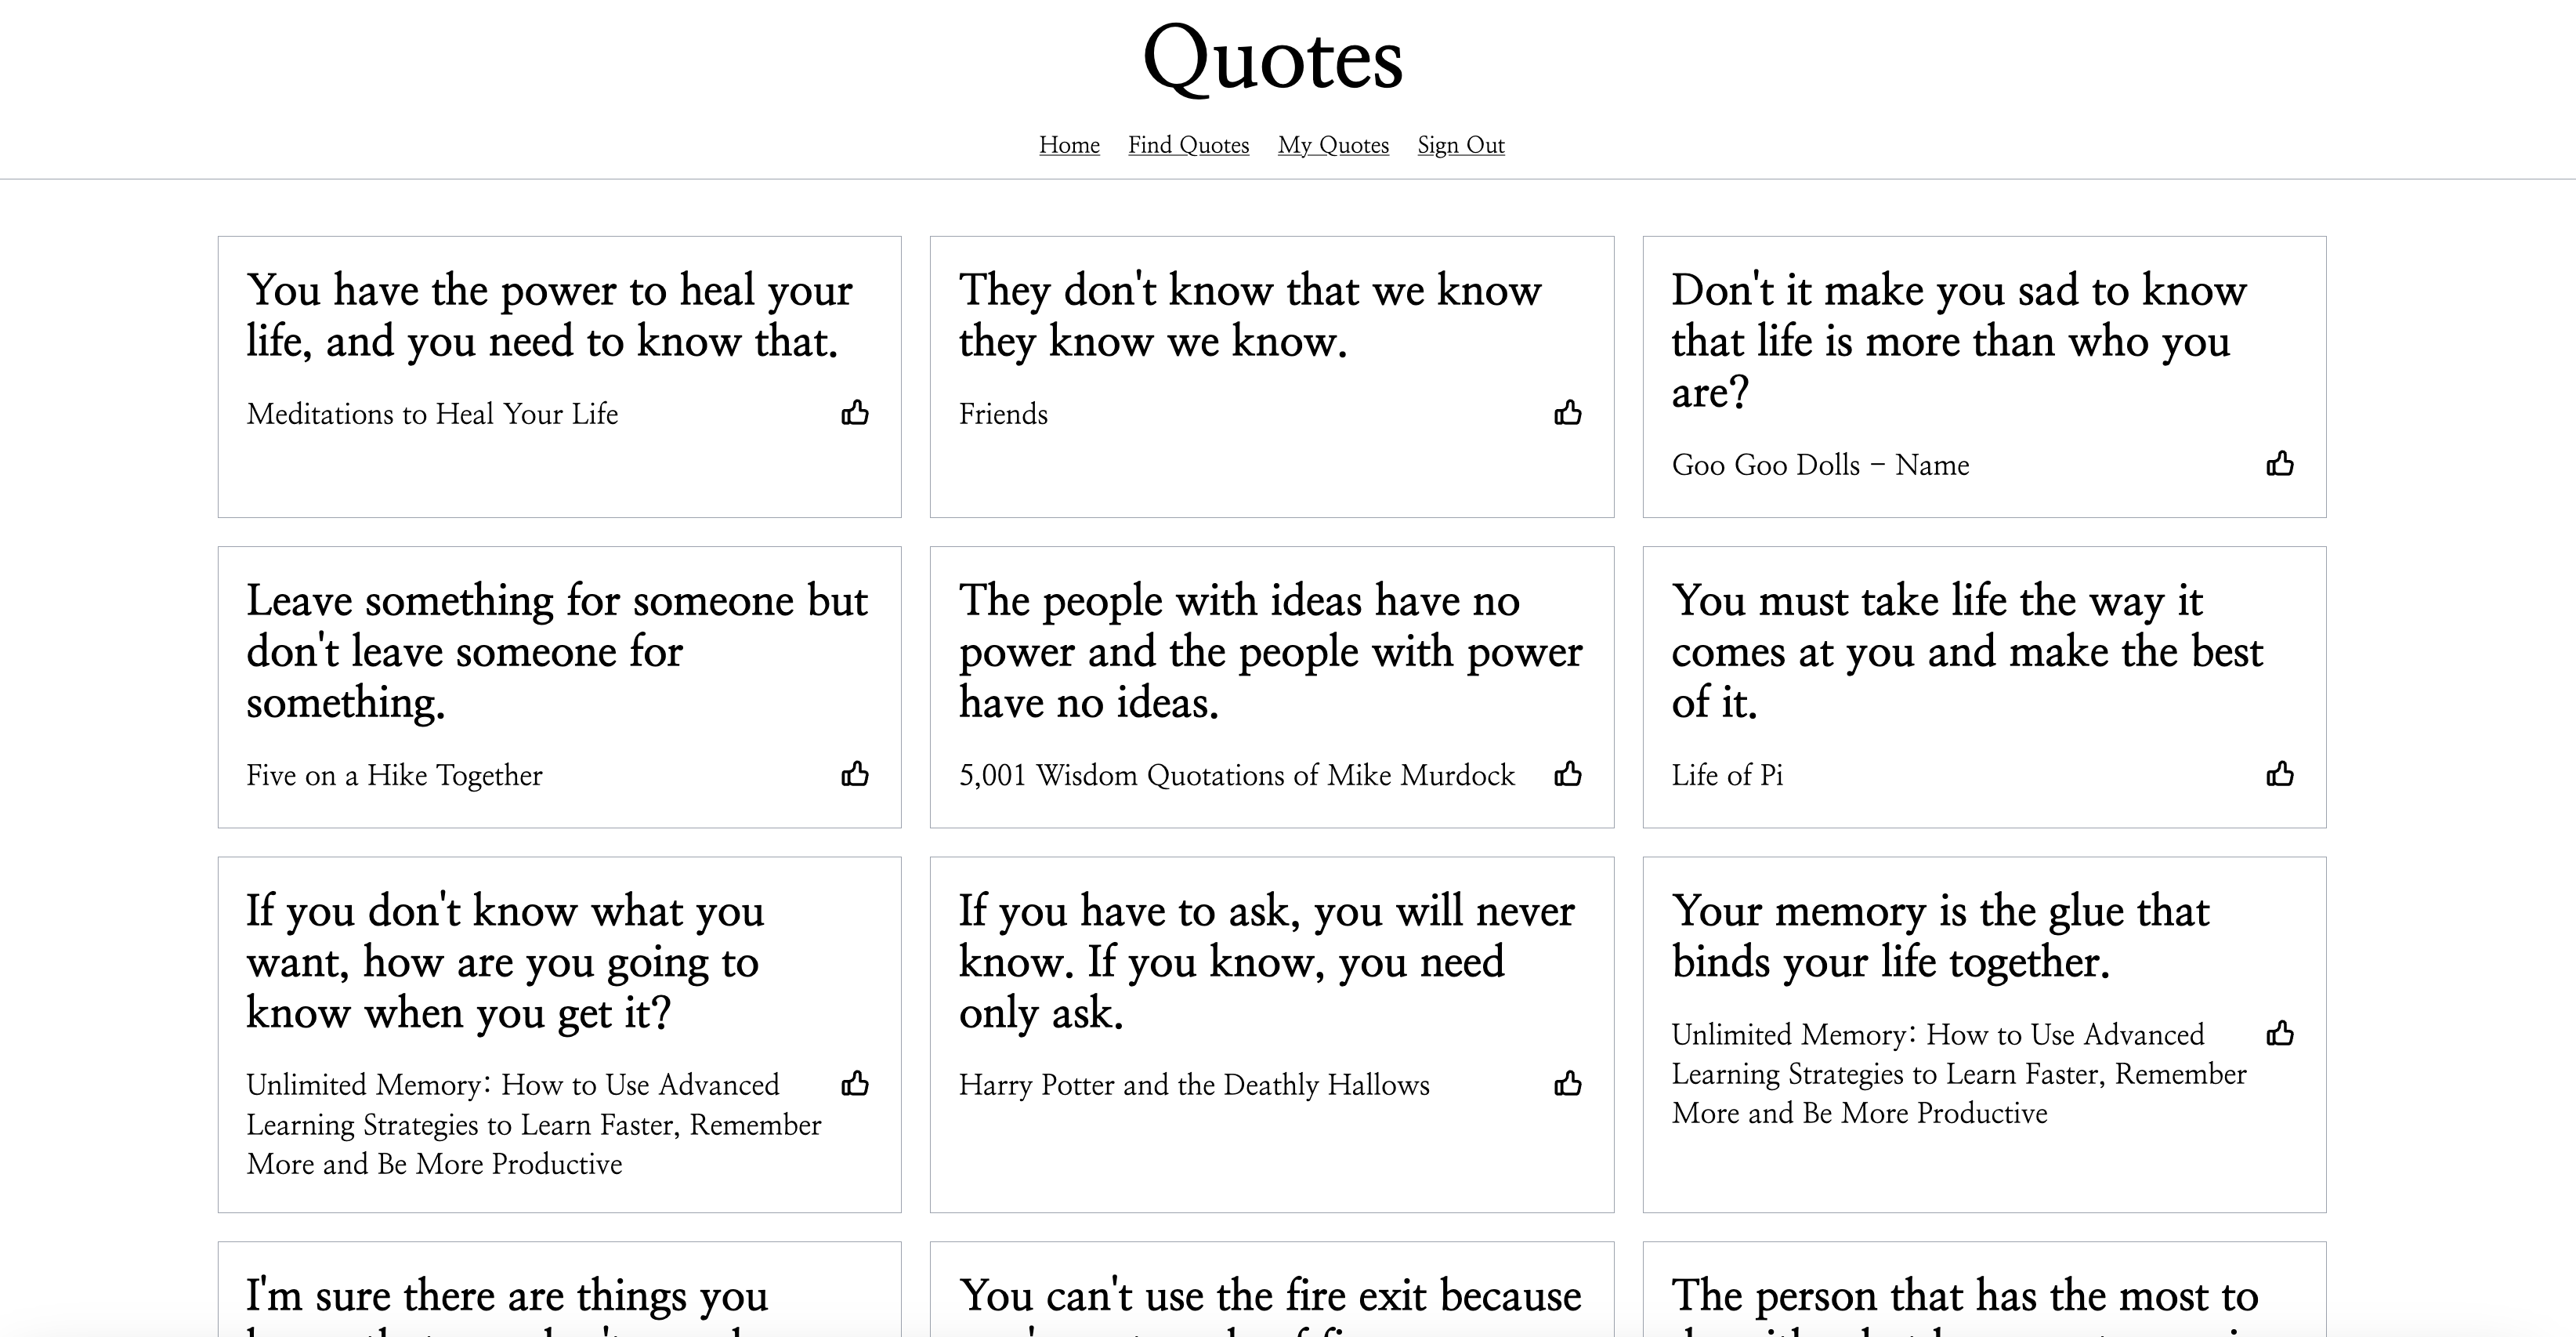 Quotes
Home Find Quotes My Quotes Sign Out
You have the power to heal your
life, and you need to know that.
Meditations to Heal Your Life
They don't know that we know
they know we know.
Friends
Don't it make you sad to know
that life is more than who you
are?
Goo Goo Dolls - Name
Leave something for someone but
don't leave someone for
something.
Five on a Hike Together
The people with ideas have no
power and the people with power
have no ideas.
5,001 Wisdom Quotations of Mike Murdock
You must take life the way it
comes at you and make the best
of it.
Life of Pi
If you don't know what you
want, how are you going to
know when you get it?
Unlimited Memory: How to Use Advanced
Learning Strategies to Learn Faster, Remember
More and Be More Productive
If you have to ask, you will never
know. If you know, you need
only ask.
Harry Potter and the Deathly Hallows
Your memory is the glue that
binds your life together.
Unlimited Memory: How to Use Advanced
Learning Strategies to Learn Faster, Remember
More and Be More Productive
I'm sure there are things you
You can't use the fire exit because
The person that has the most to